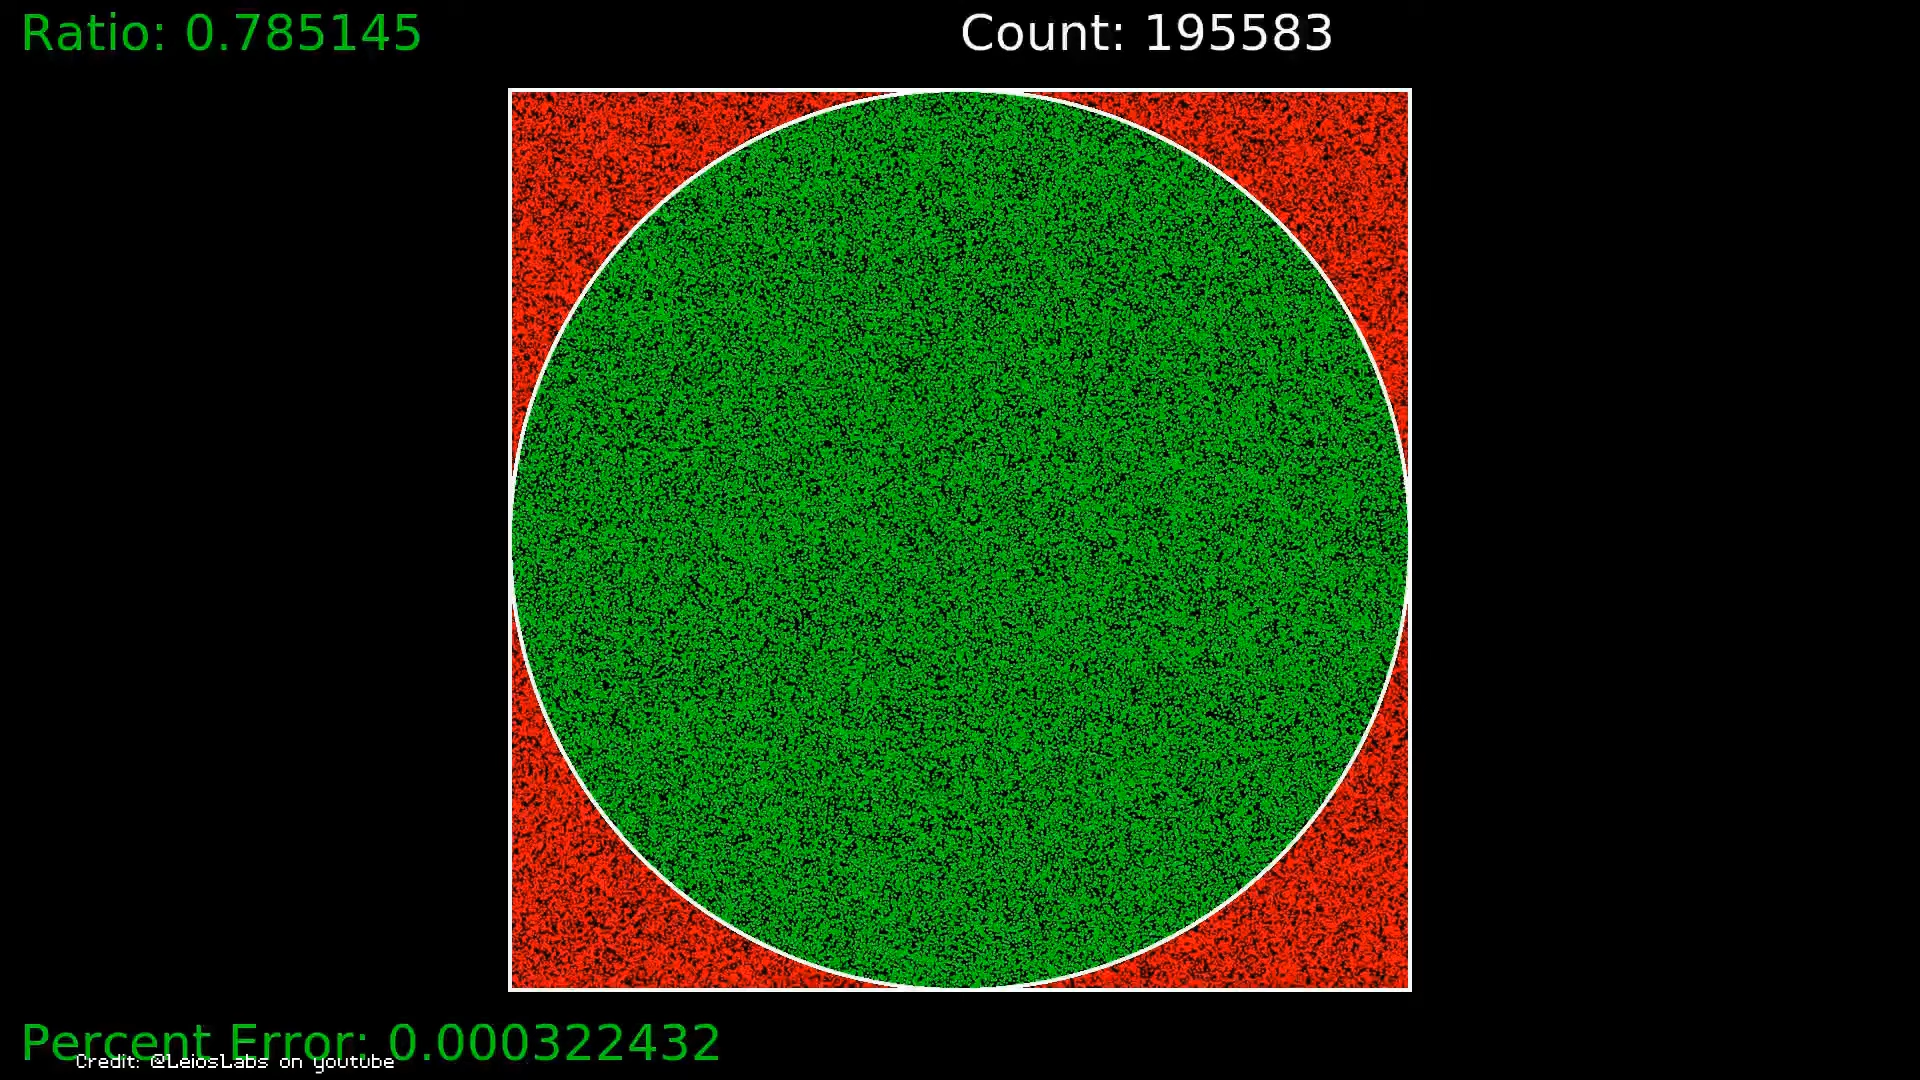 Ratio: 0.785145
Count: 195583
Percent Error: 0.000322432
Credit: @LeiosLabs on youtube